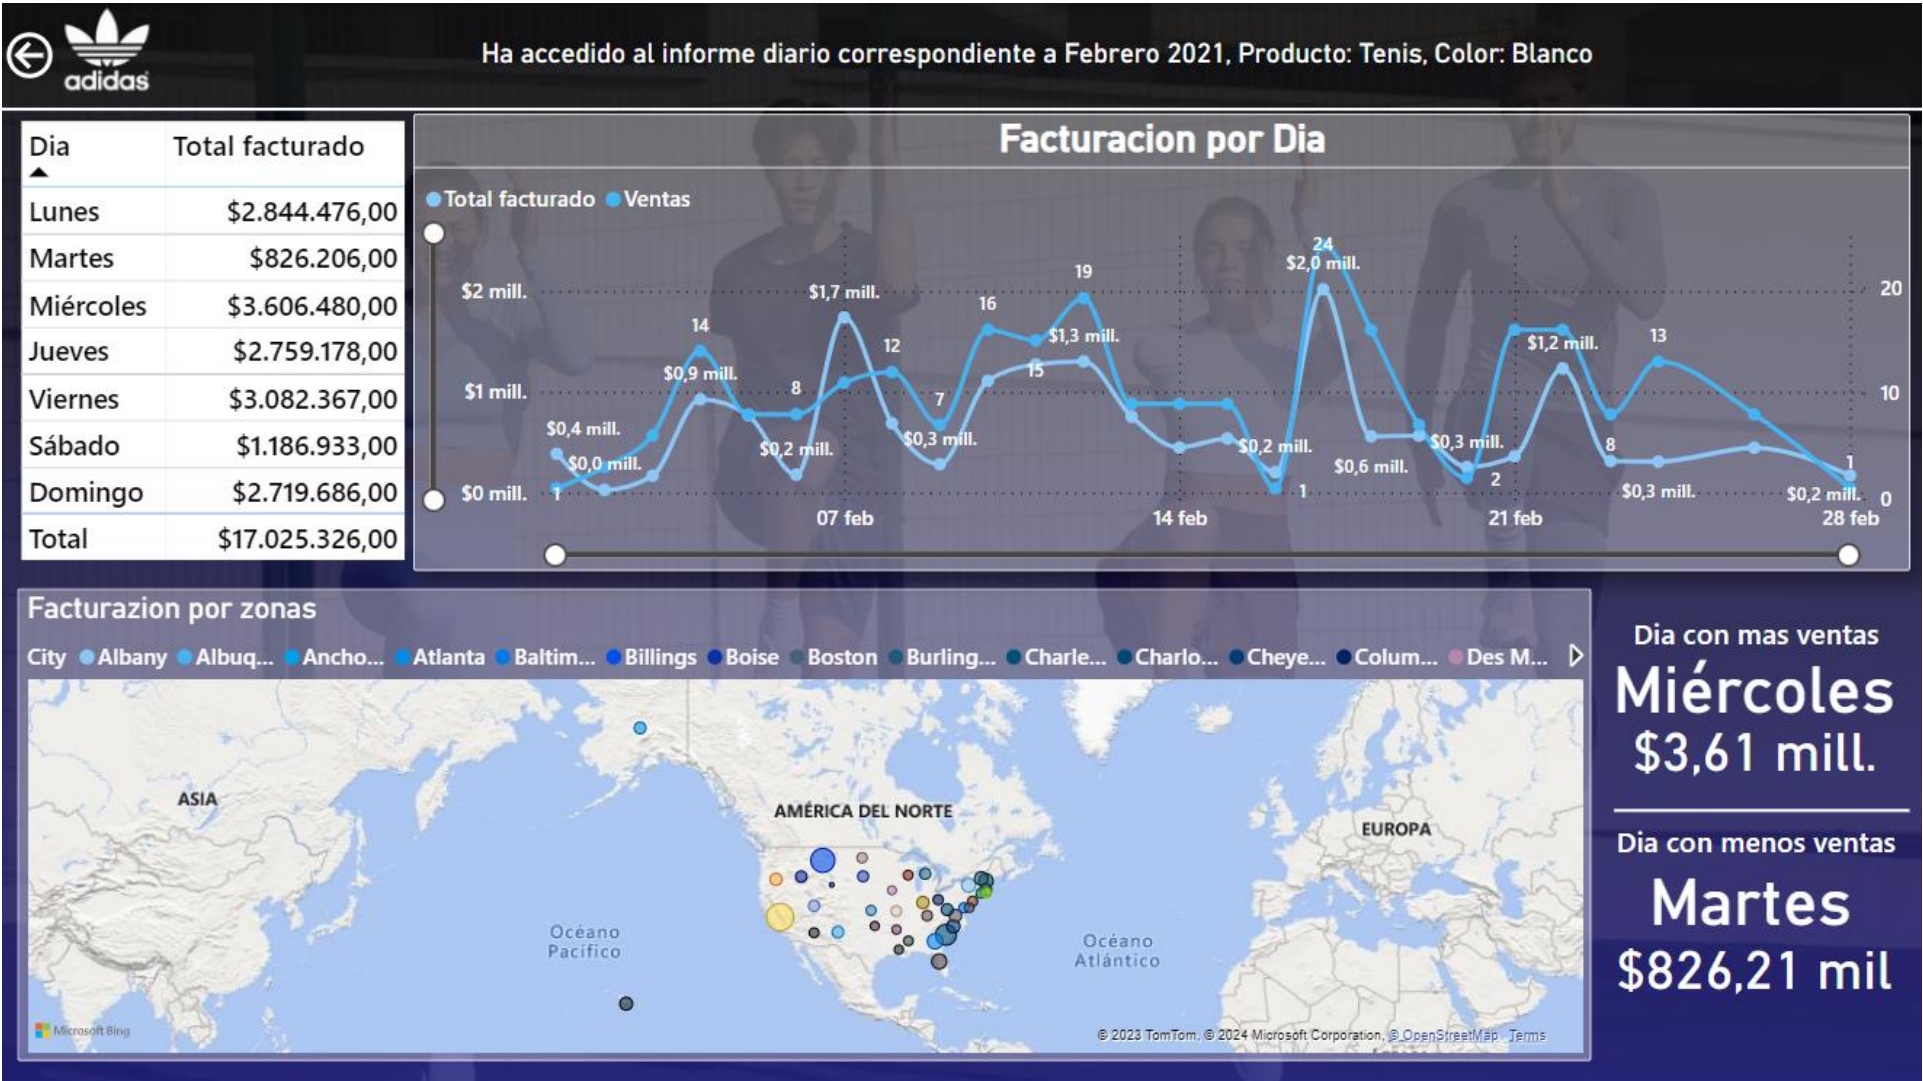 adidas
Ha accedido al informe diario correspondiente a Febrero 2021, Producto: Tenis, Color: Blanco
Dia Total facturado
Lunes $2.844.476,00
Martes $826.206,00
Miércoles $3.606.480,00
Jueves $2.759.178,00
Viernes $3.082.367,00
Sábado $1.186.933,00
Domingo $2.719.686,00
Total $17.025.326,00
Facturacion por Dia
Total facturado Ventas
24
$2,0 mill.
19
$2 mill. $1,7 mill. 20
16
14 $1,3 mill. 13
12 $1,2 mill.
$0,9 mill. 15
8
$1 mill. 7 10
$0,4 mill. $0,3 mill. $0,3 mill. 8
$0,2 mill. $0,2 mill.
$0,0 mill. $0,6 mill. 1
2
$0 mill. 1 1 $0,3 mill. $0,2 mill. 0
07 feb 14 feb 21 feb 28 feb
Facturazion por zonas
City Albany Albuq... Ancho... Atlanta Baltim... Billings Boise Boston Burling... Charle... Charlo... Cheye... Colum... Des M...
ASIA
AMÉRICA DEL NORTE
EUROPA
Océano
Pacífico
Océano
Atlántico
Microsoft Bing
© 2023 TomTom, © 2024 Microsoft Corporation, © OpenStreetMap Terms
Dia con mas ventas
Miércoles
$3,61 mill.
Dia con menos ventas
Martes
$826,21 mil